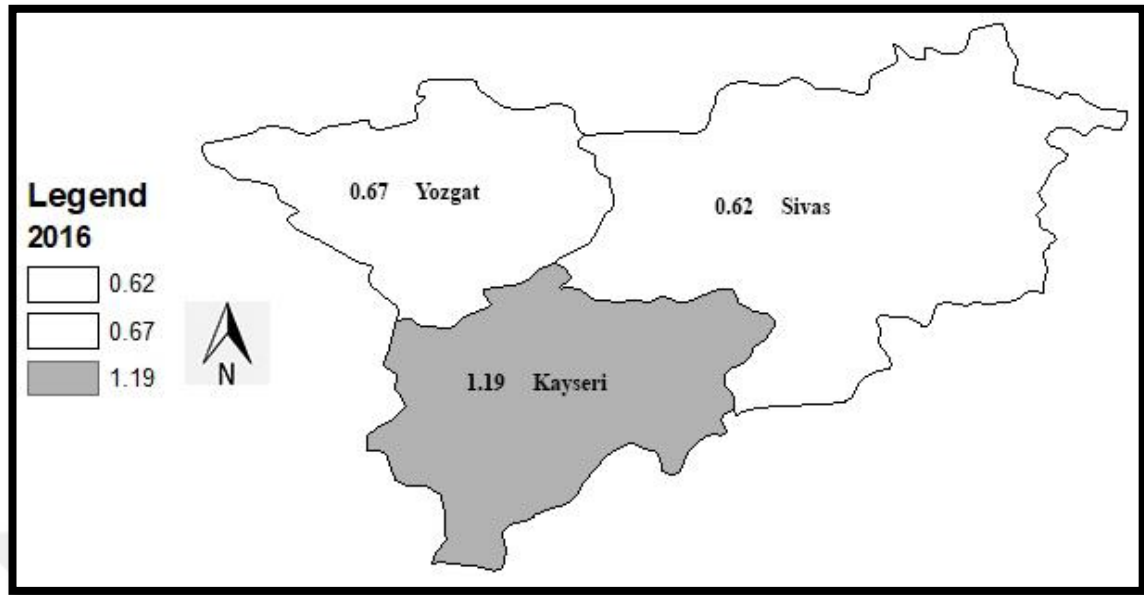 Legend
2016
0.62
0.67
1.19
N
0.67 Yozgat
0.62 Sivas
1.19 Kayseri